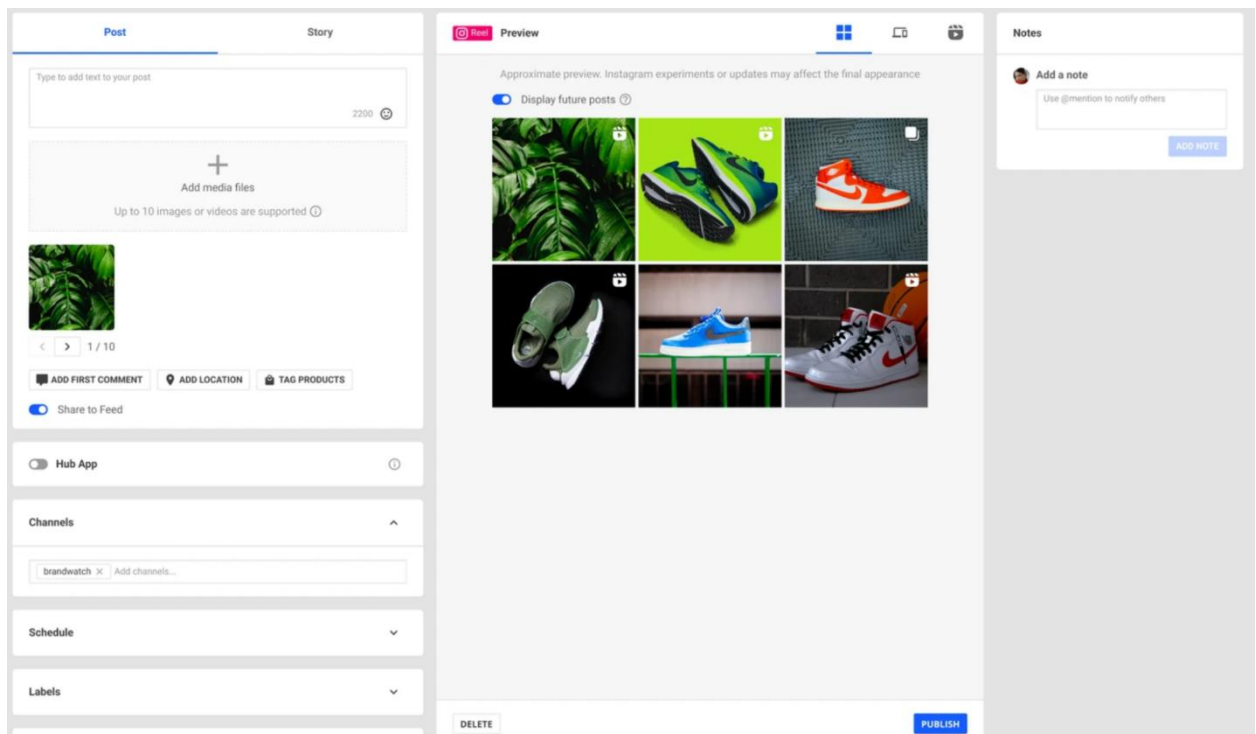 Post
Story
Type to add text to your post
2200
Add media files
Up to 10 images or videos are supported
1 / 10
ADD FIRST COMMENT
ADD LOCATION
TAG PRODUCTS
Share to Feed
Hub App
Channels
brandwatch × Add channels...
Schedule
Labels
Reel Preview
Approximate preview. Instagram experiments or updates may affect the final appearance
Display future posts
DELETE
PUBLISH
Notes
Add a note
Use @mention to notify others
ADD NOTE